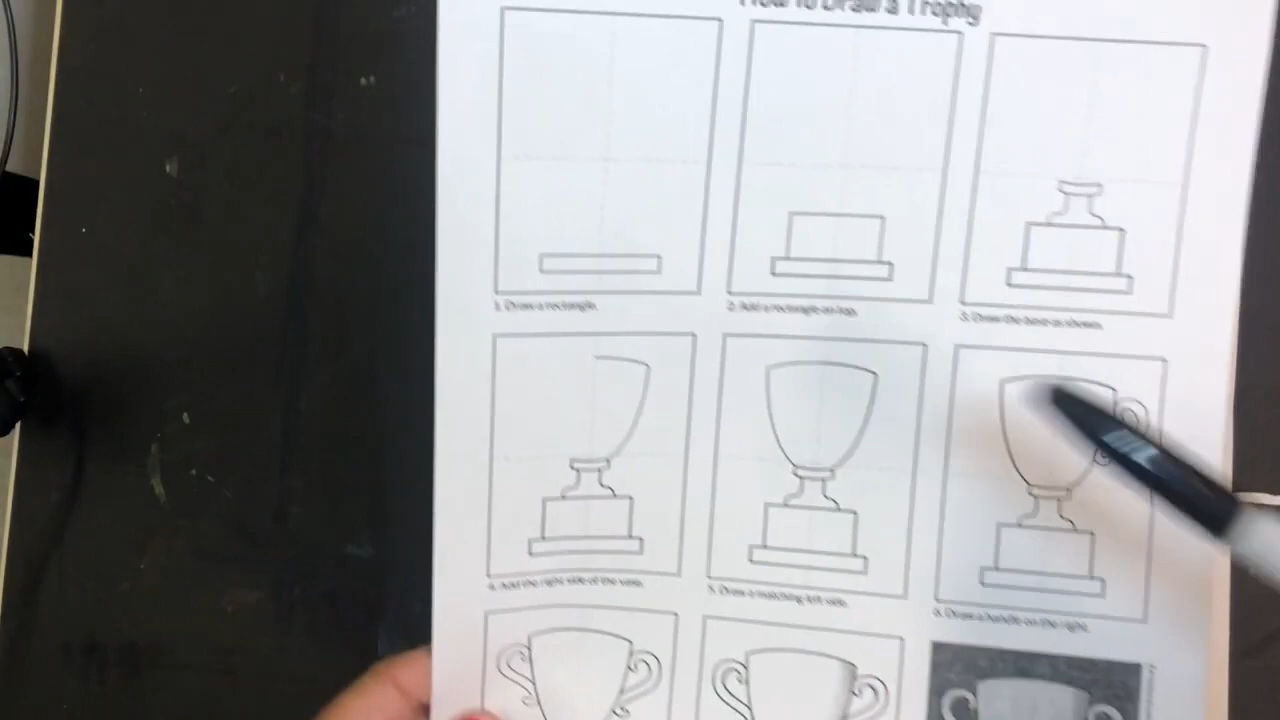 How to Draw a Trophy
1. Draw a rectangle.
2. Add a rectangle on top.
3. Draw the base as shown.
4. Add the right side of the vase.
5. Draw a matching left side.
6. Draw a handle on the right.